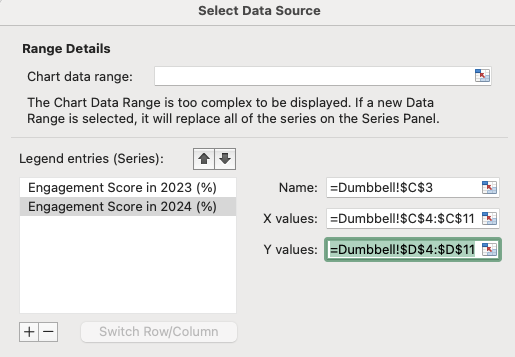 Select Data Source
Range Details
Chart data range:
The Chart Data Range is too complex to be displayed. If a new Data
Range is selected, it will replace all of the series on the Series Panel.
Legend entries (Series):
Engagement Score in 2023 (%)
Engagement Score in 2024 (%)
Name: =Dumbbell!$C$3
X values: =Dumbbell!$C$4:$C$11
Y values: =Dumbbell!$D$4:$D$11
+ −
Switch Row/Column